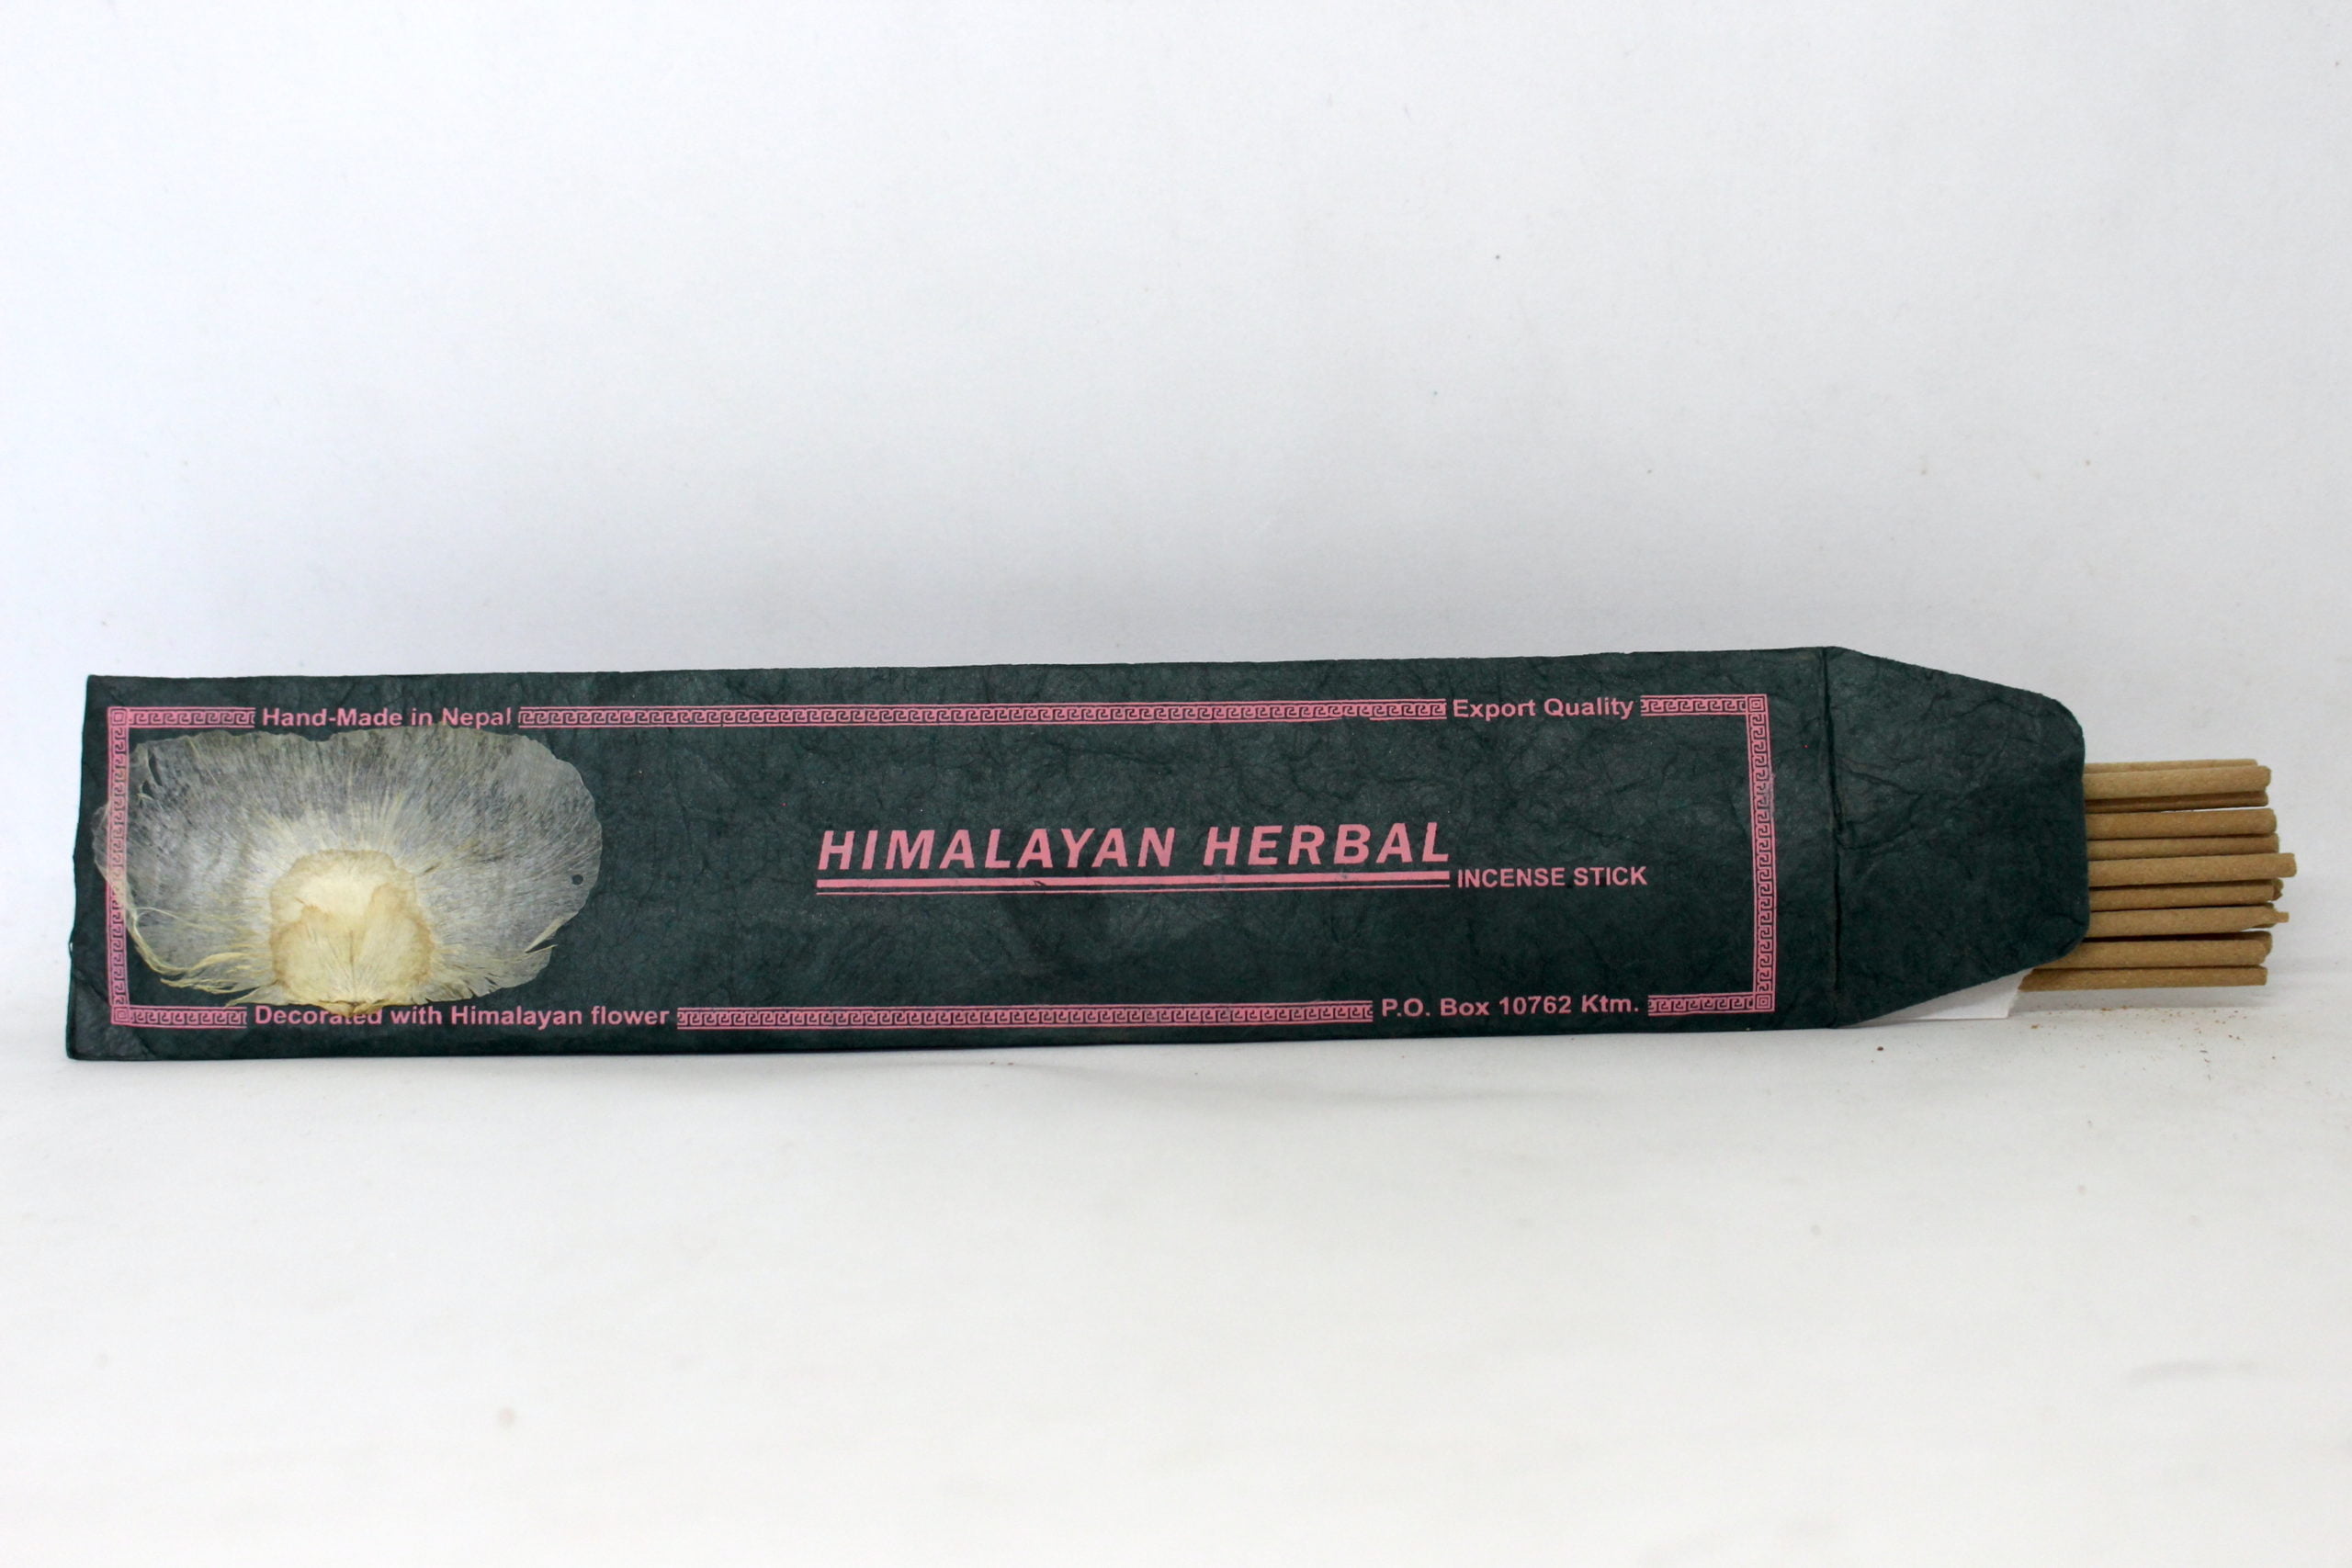 Hand-Made in Nepal
Export Quality
HIMALAYAN HERBAL
INCENSE STICK
Decorated with Himalayan flower
P.O. Box 10762 Ktm.